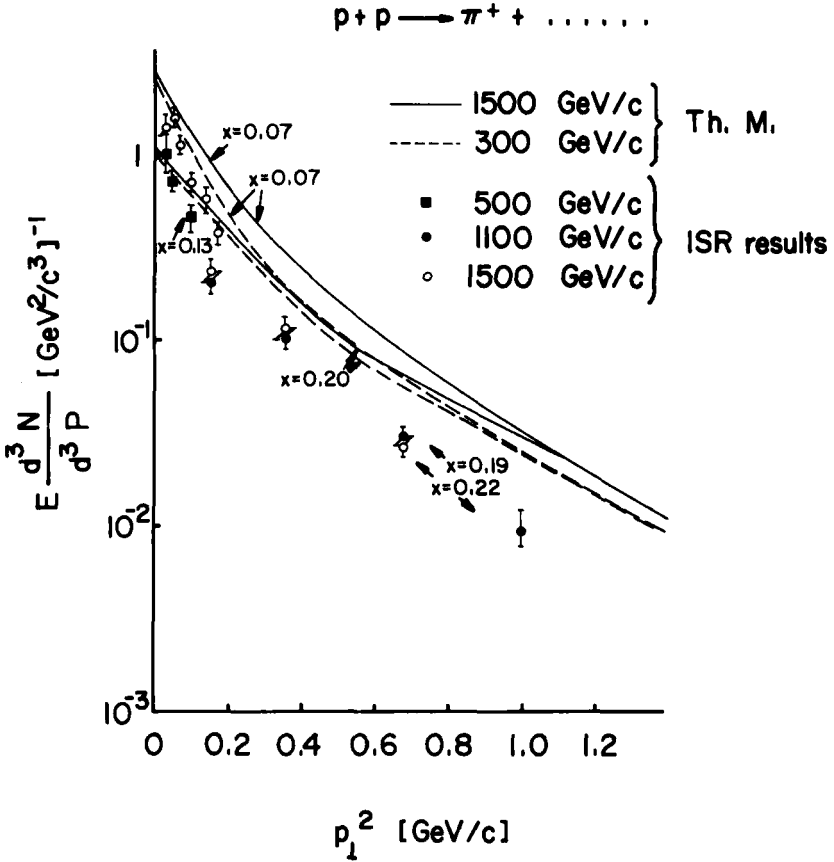 p+p ⟶ π⁺ + . . . . . .
1500 GeV/c
300 GeV/c
Th. M.
500 GeV/c
1100 GeV/c
1500 GeV/c
ISR results
x=0.07
x=0.07
x=0.13
x=0.20
x=0.19
x=0.22
E d³N/d³P [GeV²/c³]⁻¹
1
10⁻¹
10⁻²
10⁻³
0 0.2 0.4 0.6 0.8 1.0 1.2
p⊥² [GeV/c]